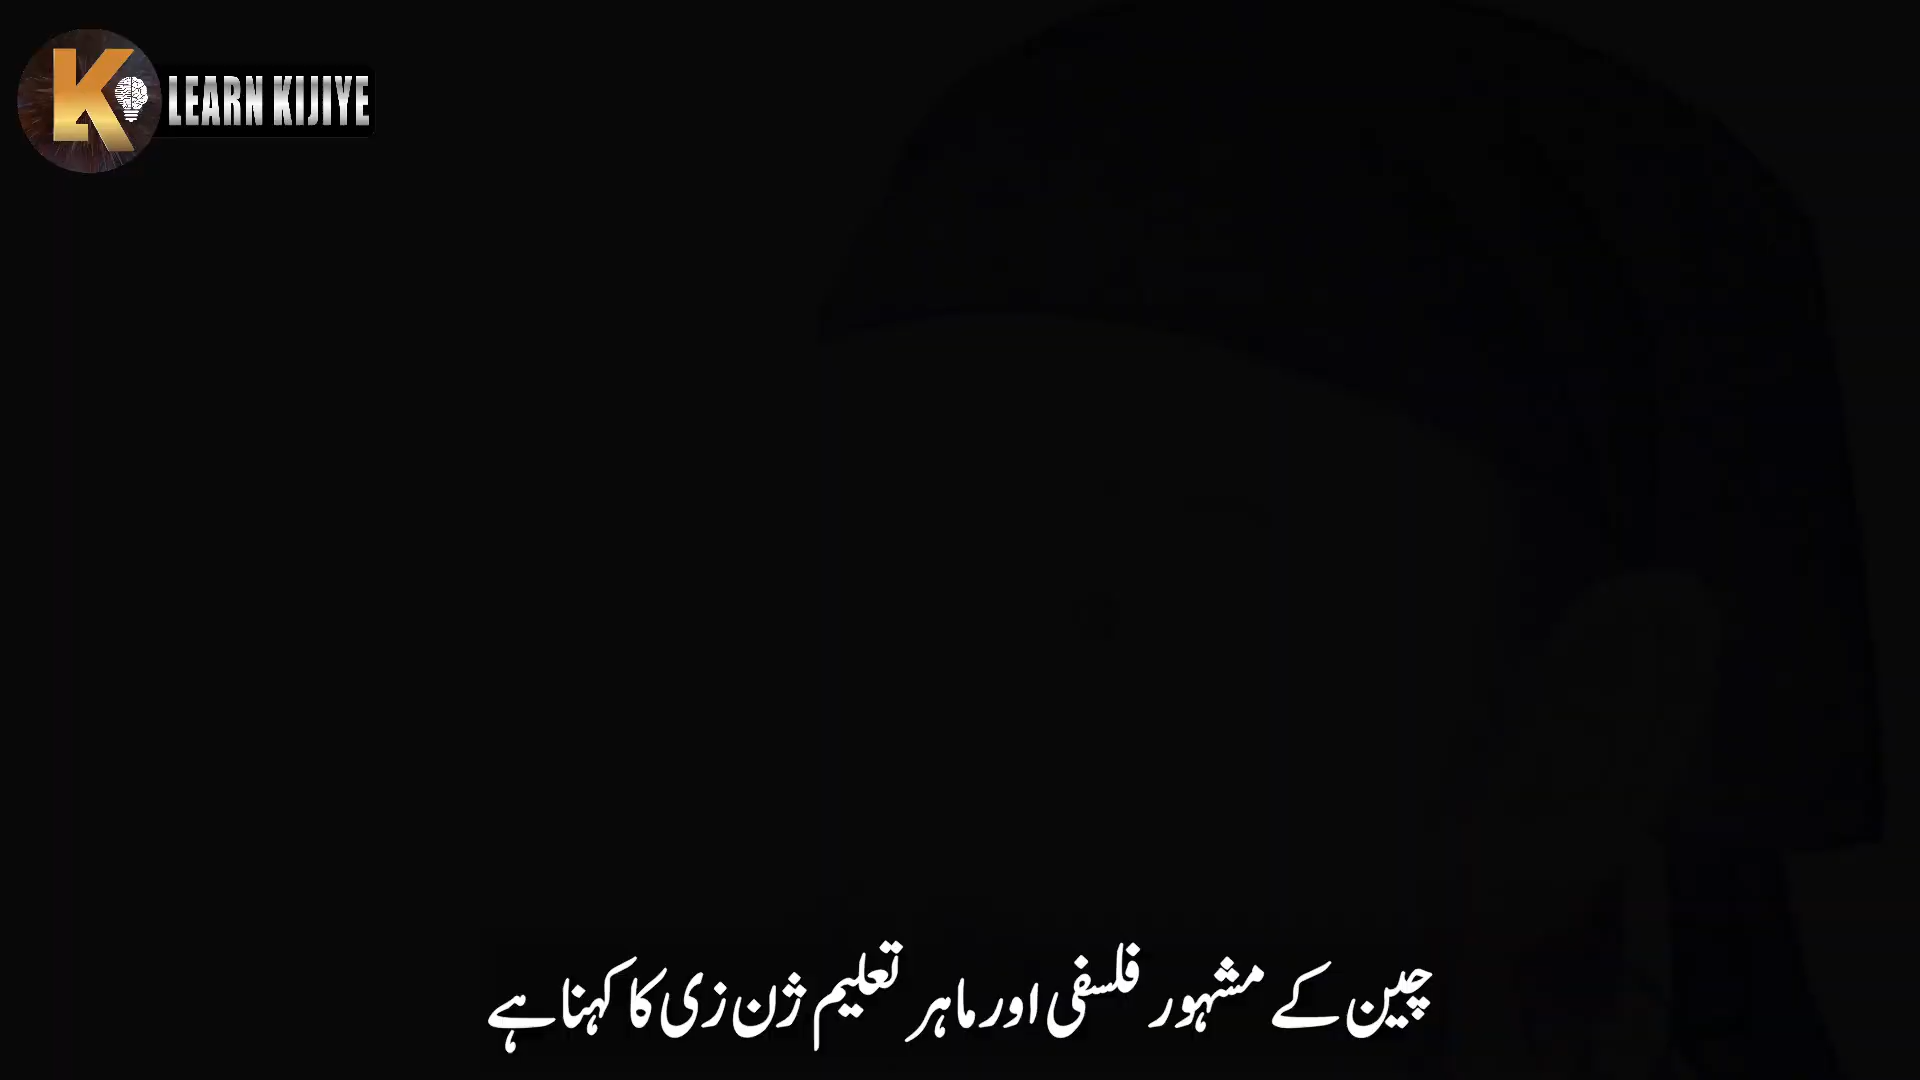 LEARN KIJIYE
چین کے مشہور فلسفی اور ماہر تعلیم ژن زی کا کہنا ہے